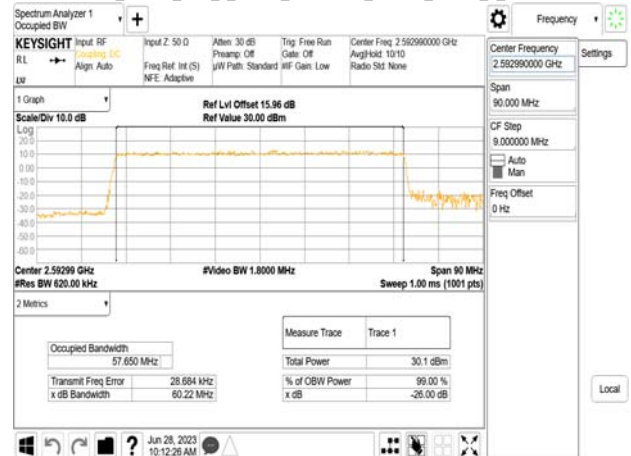 Spectrum Analyzer 1
Occupied BW
Frequency
KEYSIGHT
Input: RF
Coupling: DC
Align: Auto
Input Z: 50 Ω
Freq Ref: Int (S)
NFE: Adaptive
Atten: 30 dB
Preamp: Off
µW Path: Standard
Trig: Free Run
Gate: Off
#IF Gain: Low
Center Freq: 2.592990000 GHz
Avg|Hold: 10/10
Radio Std: None
RL
LV
Center Frequency
2.592990000 GHz
Settings
Span
90.000 MHz
CF Step
9.000000 MHz
Auto
Man
Freq Offset
0 Hz
Local
1 Graph
Scale/Div 10.0 dB
Ref Lvl Offset 15.96 dB
Ref Value 30.00 dBm
Log
20.0
10.0
0.00
-10.0
-20.0
-30.0
-40.0
-50.0
-60.0
Center 2.59299 GHz
#Res BW 620.00 kHz
#Video BW 1.8000 MHz
Span 90 MHz
Sweep 1.00 ms (1001 pts)
2 Metrics
Occupied Bandwidth
57.650 MHz
Transmit Freq Error 28.684 kHz
x dB Bandwidth 60.22 MHz
Measure Trace Trace 1
Total Power 30.1 dBm
% of OBW Power 99.00 %
x dB -26.00 dB
Jun 28, 2023
10:12:26 AM